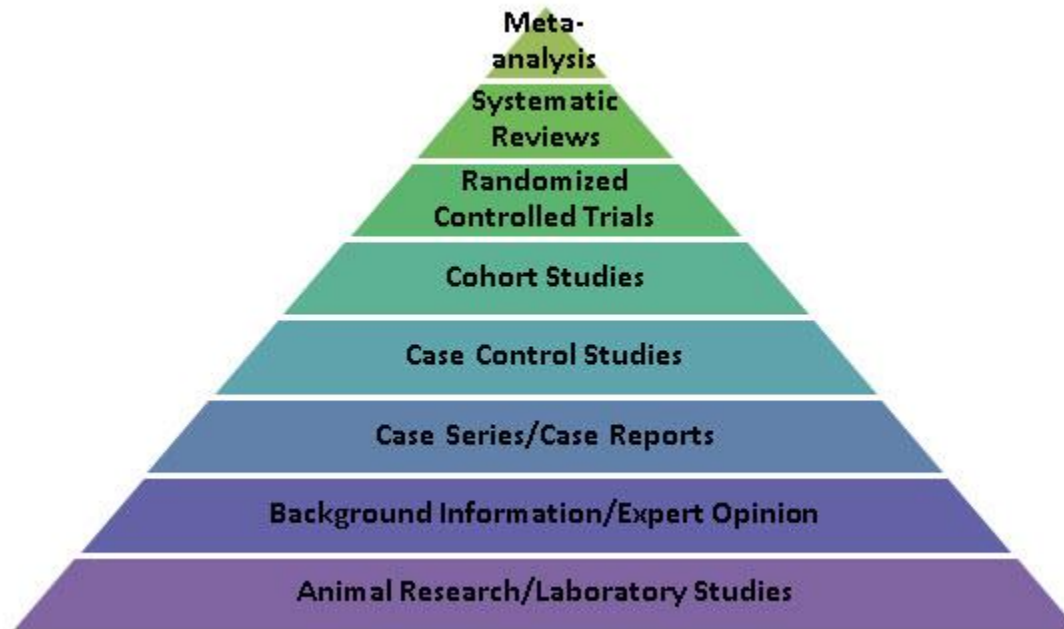 Meta-
analysis
Systematic
Reviews
Randomized
Controlled Trials
Cohort Studies
Case Control Studies
Case Series/Case Reports
Background Information/Expert Opinion
Animal Research/Laboratory Studies